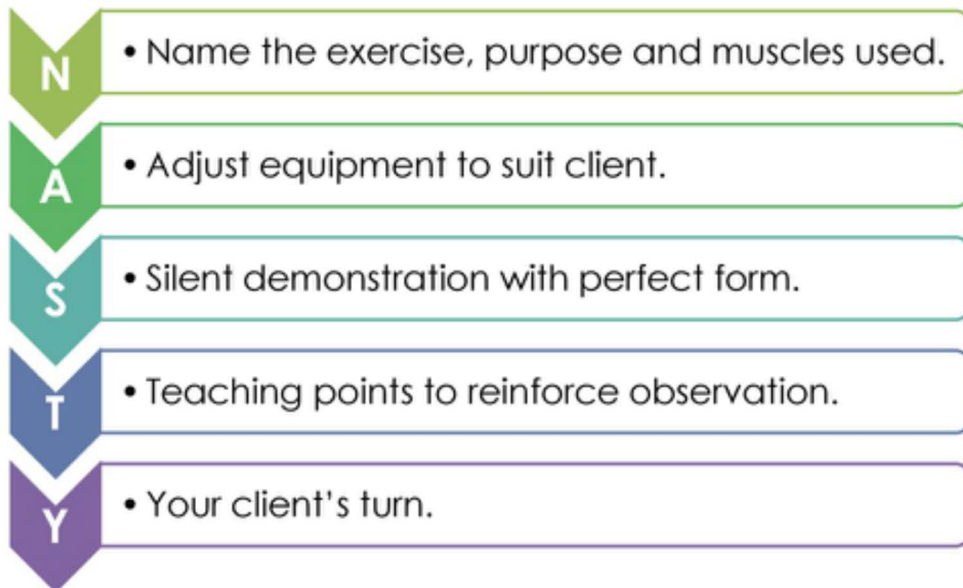 N • Name the exercise, purpose and muscles used.
A • Adjust equipment to suit client.
S • Silent demonstration with perfect form.
T • Teaching points to reinforce observation.
Y • Your client’s turn.